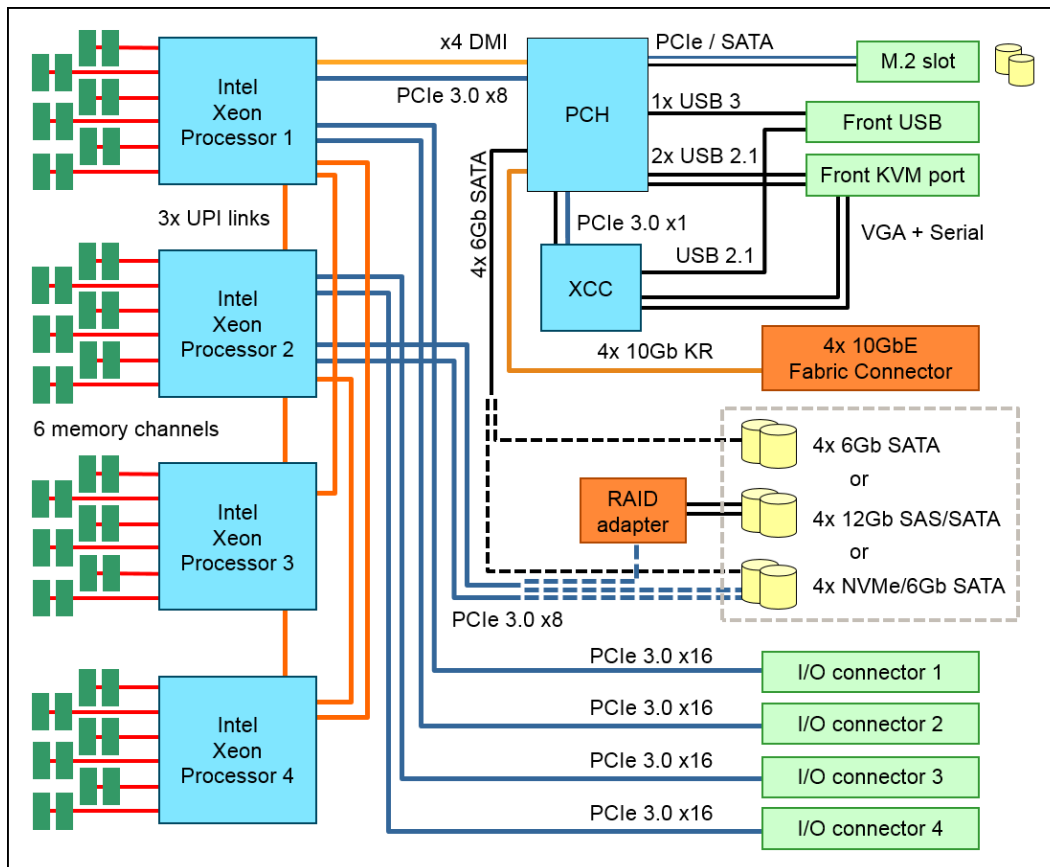 x4 DMI
PCIe / SATA
Intel
Xeon
Processor 1
PCIe 3.0 x8
PCH
M.2 slot
1x USB 3
Front USB
4x 6Gb SATA
2x USB 2.1
Front KVM port
3x UPI links
PCIe 3.0 x1
VGA + Serial
USB 2.1
XCC
Intel
Xeon
Processor 2
4x 10Gb KR
4x 10GbE
Fabric Connector
6 memory channels
4x 6Gb SATA
or
RAID
adapter
4x 12Gb SAS/SATA
or
4x NVMe/6Gb SATA
Intel
Xeon
Processor 3
PCIe 3.0 x8
PCIe 3.0 x16
I/O connector 1
PCIe 3.0 x16
I/O connector 2
Intel
Xeon
Processor 4
PCIe 3.0 x16
I/O connector 3
PCIe 3.0 x16
I/O connector 4